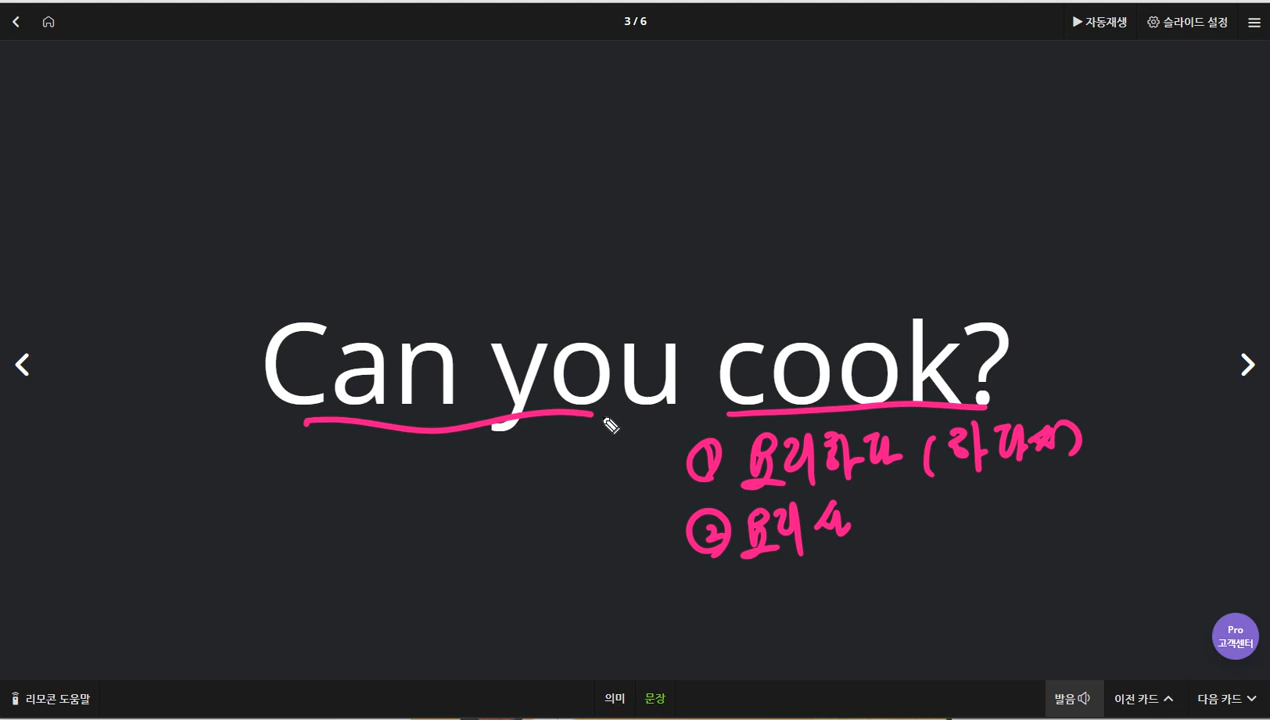 3 / 6
자동재생
슬라이드 설정
Can you cook?
① 요리하다
② 요리사
Pro
고객센터
리모콘 도움말
의미
문장
발음
이전 카드
다음 카드